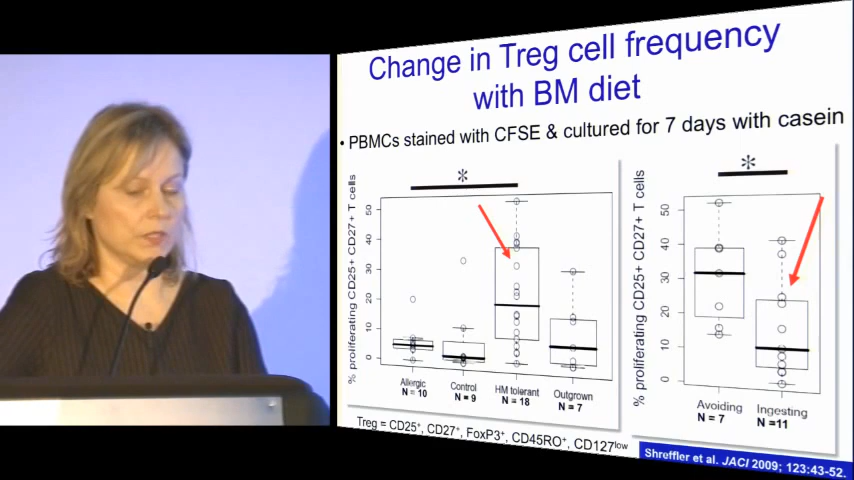 Change in Treg cell frequency
with BM diet
• PBMCs stained with CFSE & cultured for 7 days with casein
*
% proliferating CD25+ CD27+ T cells
50
40
30
20
10
0
Allergic
N = 10
Control
N = 9
HM tolerant
N = 18
Outgrown
N = 7
*
% proliferating CD25+ CD27+ T cells
50
40
30
20
10
0
Avoiding
N = 7
Ingesting
N =11
Treg = CD25⁺, CD27⁺, FoxP3⁺, CD45RO⁺, CD127ˡᵒʷ
Shreffler et al. JACI 2009; 123:43-52.